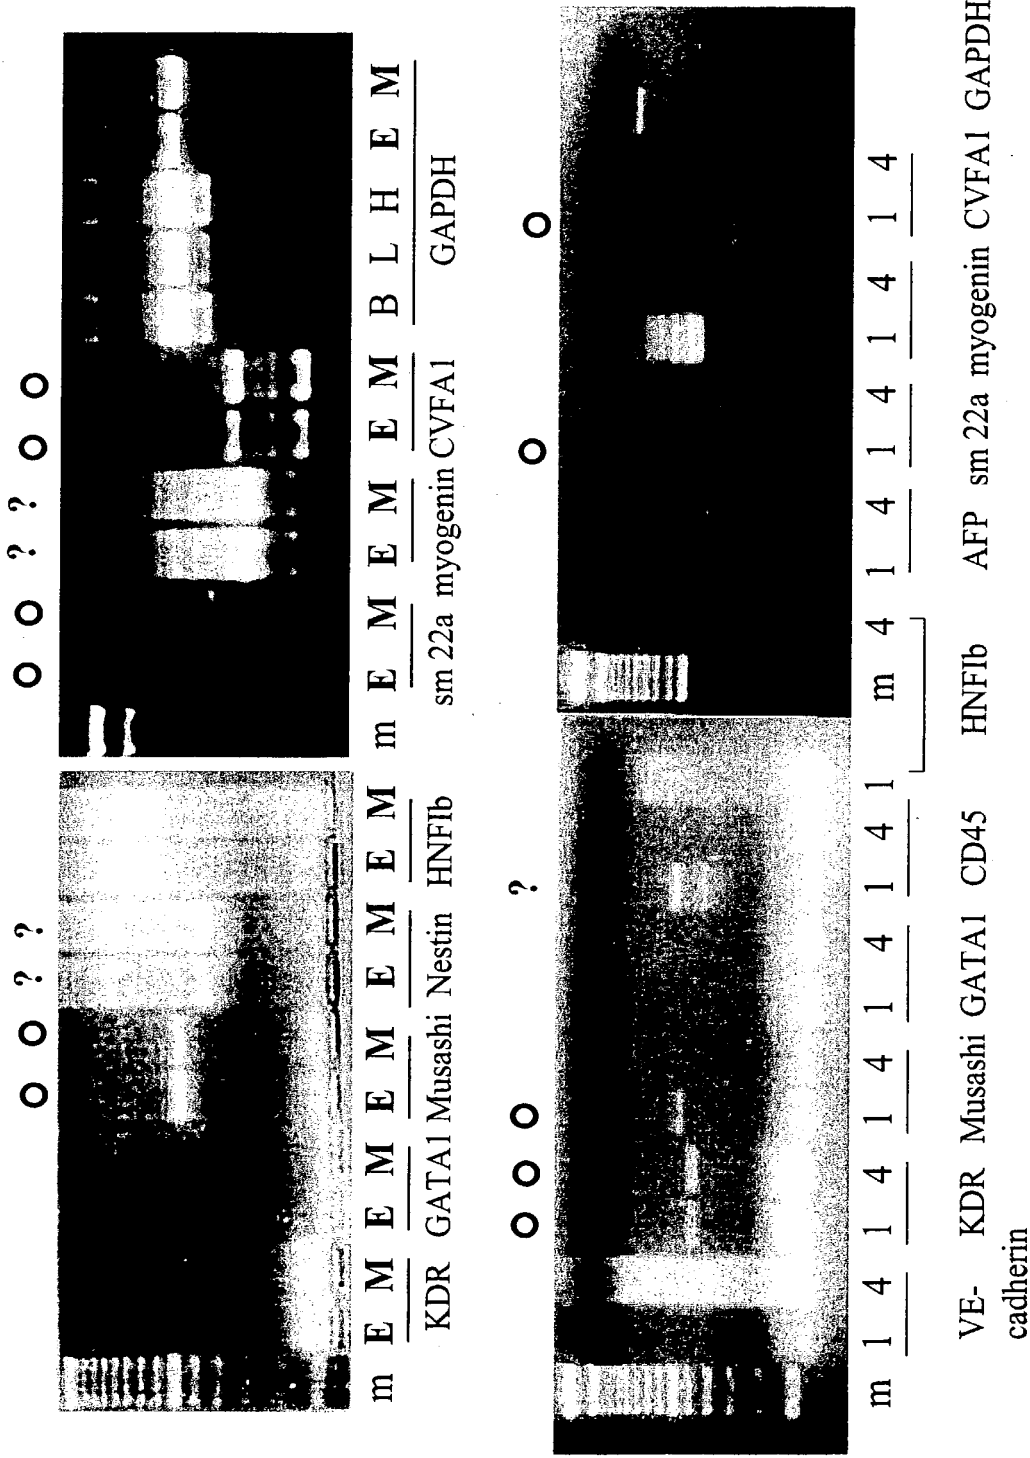 O O ? ? O O ? ? O O
m E M E M E M E M E M m E M E M E M B L H E M
KDR GATA1 Musashi Nestin HNFIb sm 22a myogenin CVFA1 GAPDH
O O O ? O O
m 1 4 1 4 1 4 1 4 1 4 1 m 4 1 4 1 4 1 4 1 4
VE- KDR Musashi GATA1 CD45 HNFIb AFP sm 22a myogenin CVFA1 GAPDH
cadherin